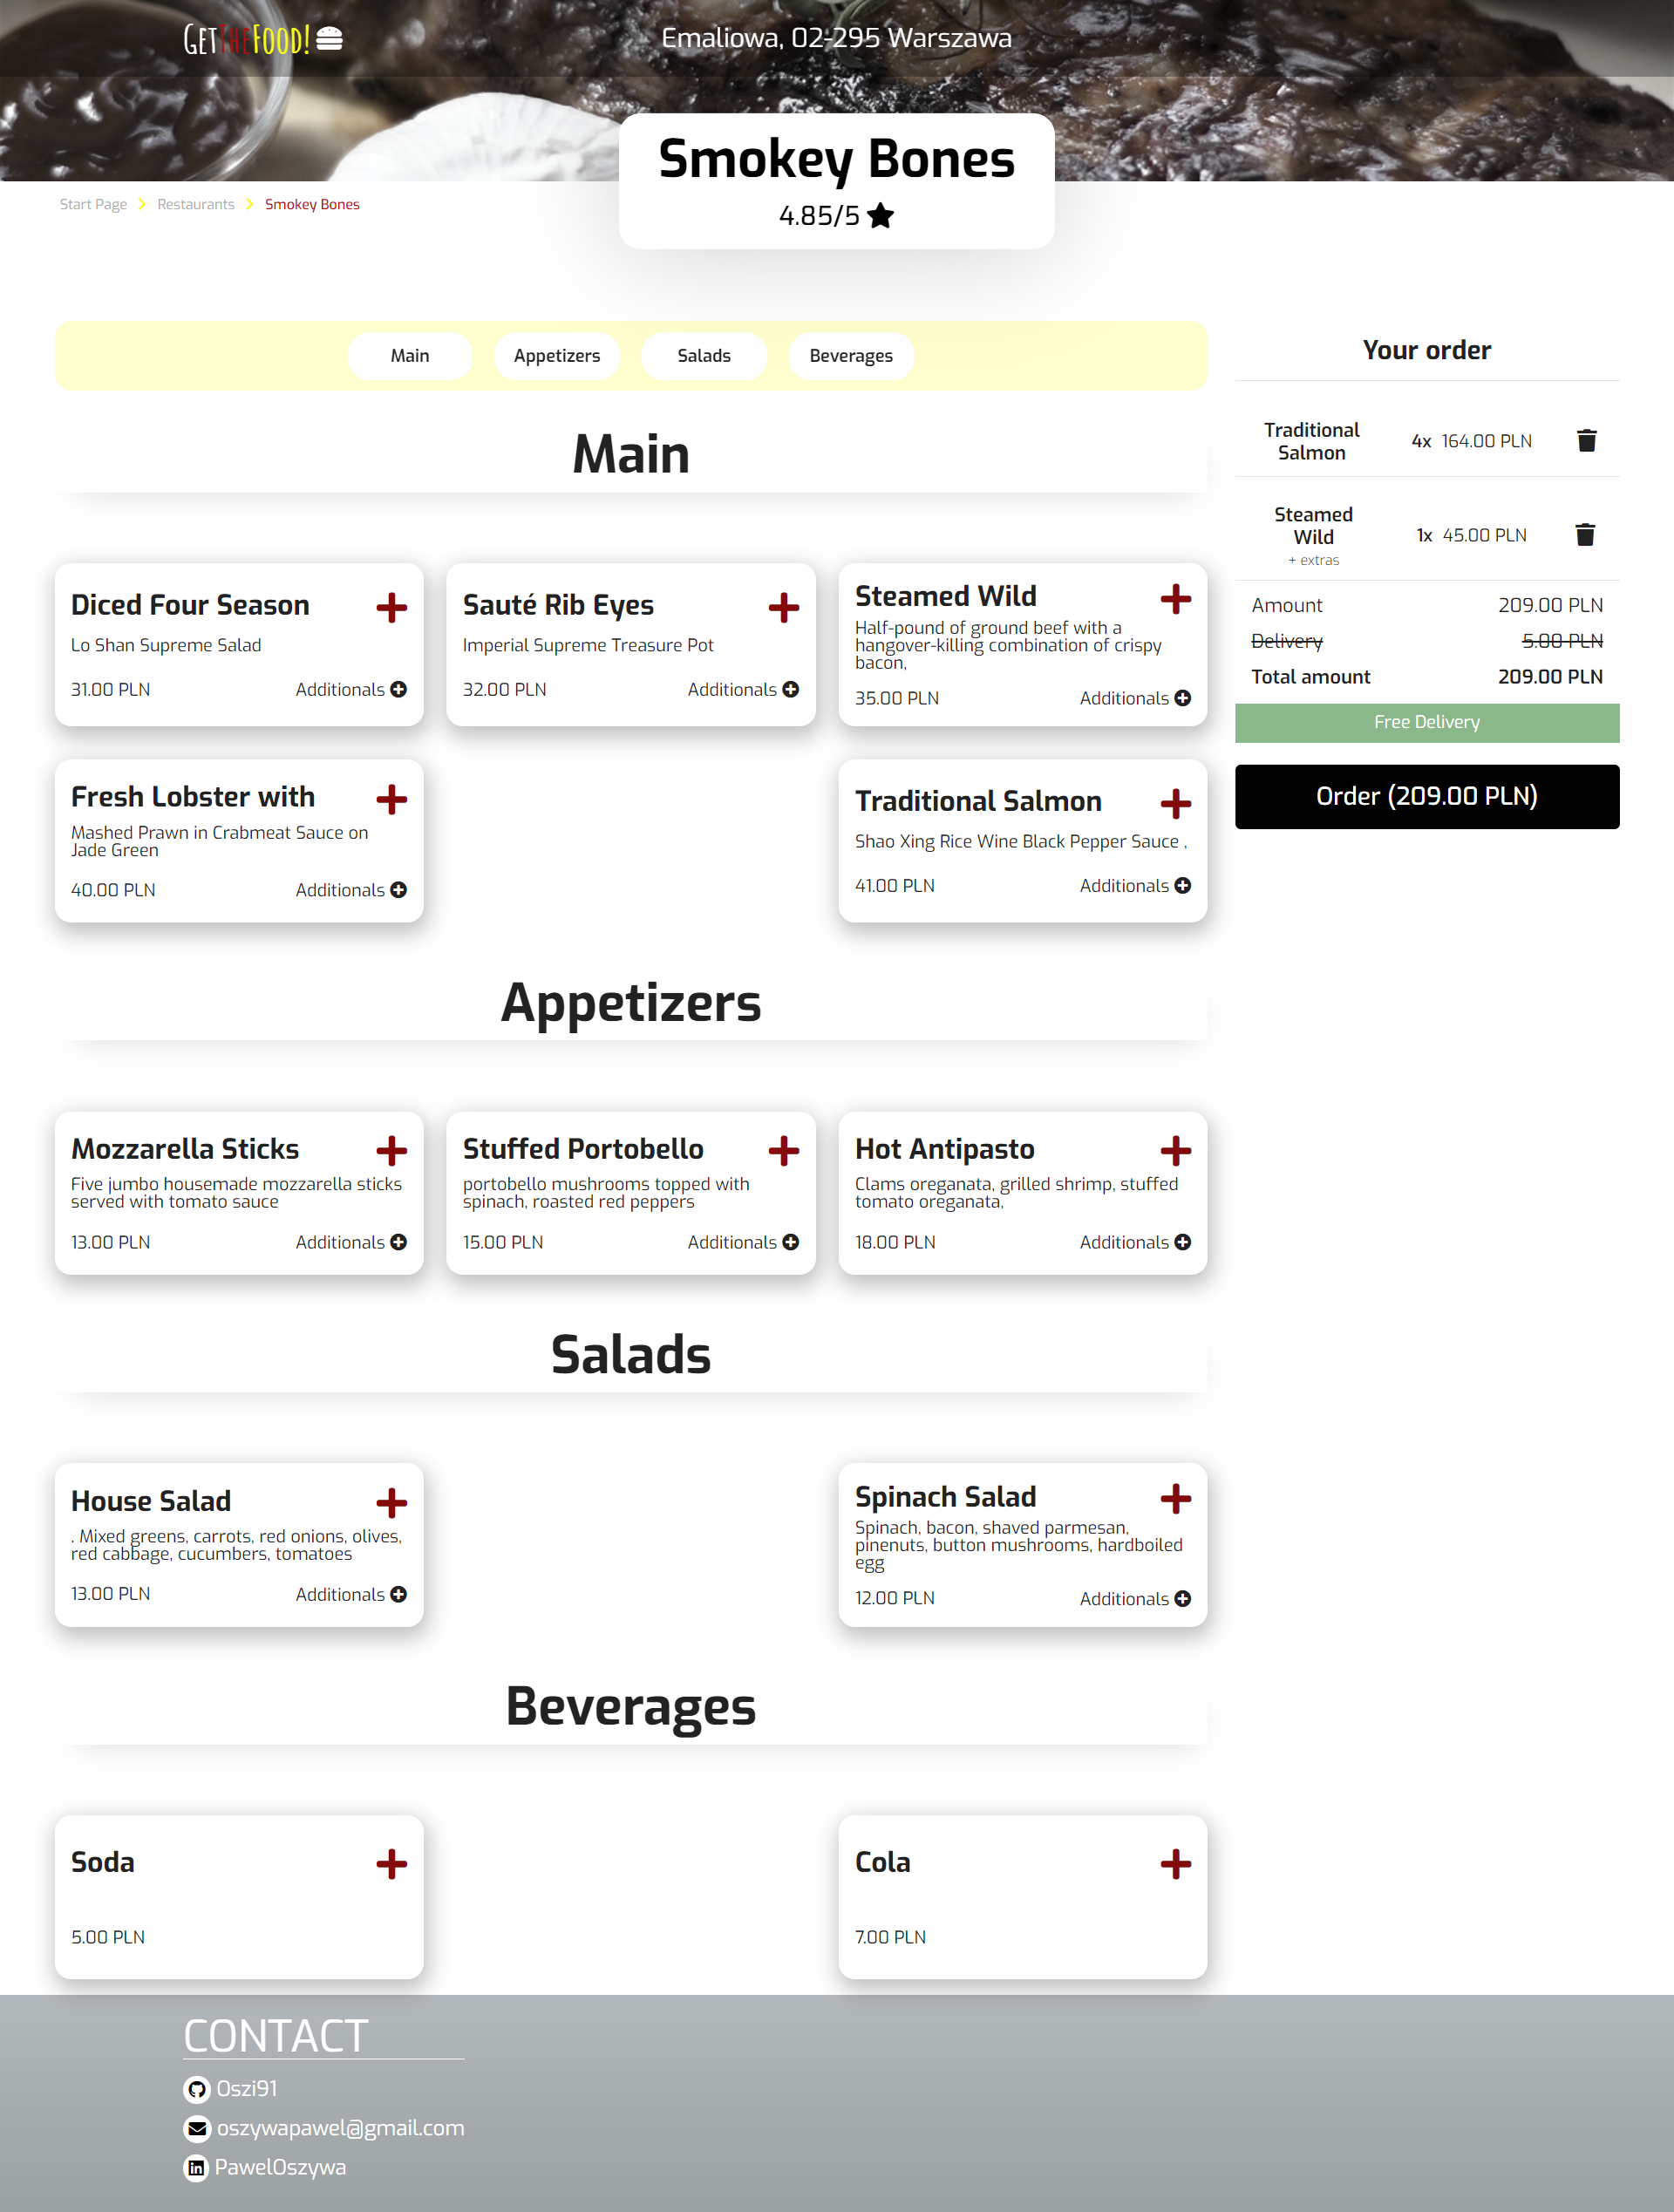 GETTHEFOOD!
Emaliowa, 02-295 Warszawa
Smokey Bones
4.85/5
Start Page
Restaurants
Smokey Bones
Main
Appetizers
Salads
Beverages
Main
Diced Four Season
Lo Shan Supreme Salad
31.00 PLN
Additionals
Sauté Rib Eyes
Imperial Supreme Treasure Pot
32.00 PLN
Additionals
Steamed Wild
Half-pound of ground beef with a
hangover-killing combination of crispy
bacon,
35.00 PLN
Additionals
Fresh Lobster with
Mashed Prawn in Crabmeat Sauce on
Jade Green
40.00 PLN
Additionals
Traditional Salmon
Shao Xing Rice Wine Black Pepper Sauce ,
41.00 PLN
Additionals
Appetizers
Mozzarella Sticks
Five jumbo housemade mozzarella sticks
served with tomato sauce
13.00 PLN
Additionals
Stuffed Portobello
portobello mushrooms topped with
spinach, roasted red peppers
15.00 PLN
Additionals
Hot Antipasto
Clams oreganata, grilled shrimp, stuffed
tomato oreganata,
18.00 PLN
Additionals
Salads
House Salad
. Mixed greens, carrots, red onions, olives,
red cabbage, cucumbers, tomatoes
13.00 PLN
Additionals
Spinach Salad
Spinach, bacon, shaved parmesan,
pinenuts, button mushrooms, hardboiled
egg
12.00 PLN
Additionals
Beverages
Soda
5.00 PLN
Cola
7.00 PLN
Your order
Traditional
Salmon
4x 164.00 PLN
Steamed
Wild
+ extras
1x 45.00 PLN
Amount 209.00 PLN
Delivery 5.00 PLN
Total amount 209.00 PLN
Free Delivery
Order (209.00 PLN)
CONTACT
Oszi91
oszywapawel@gmail.com
PawelOszywa